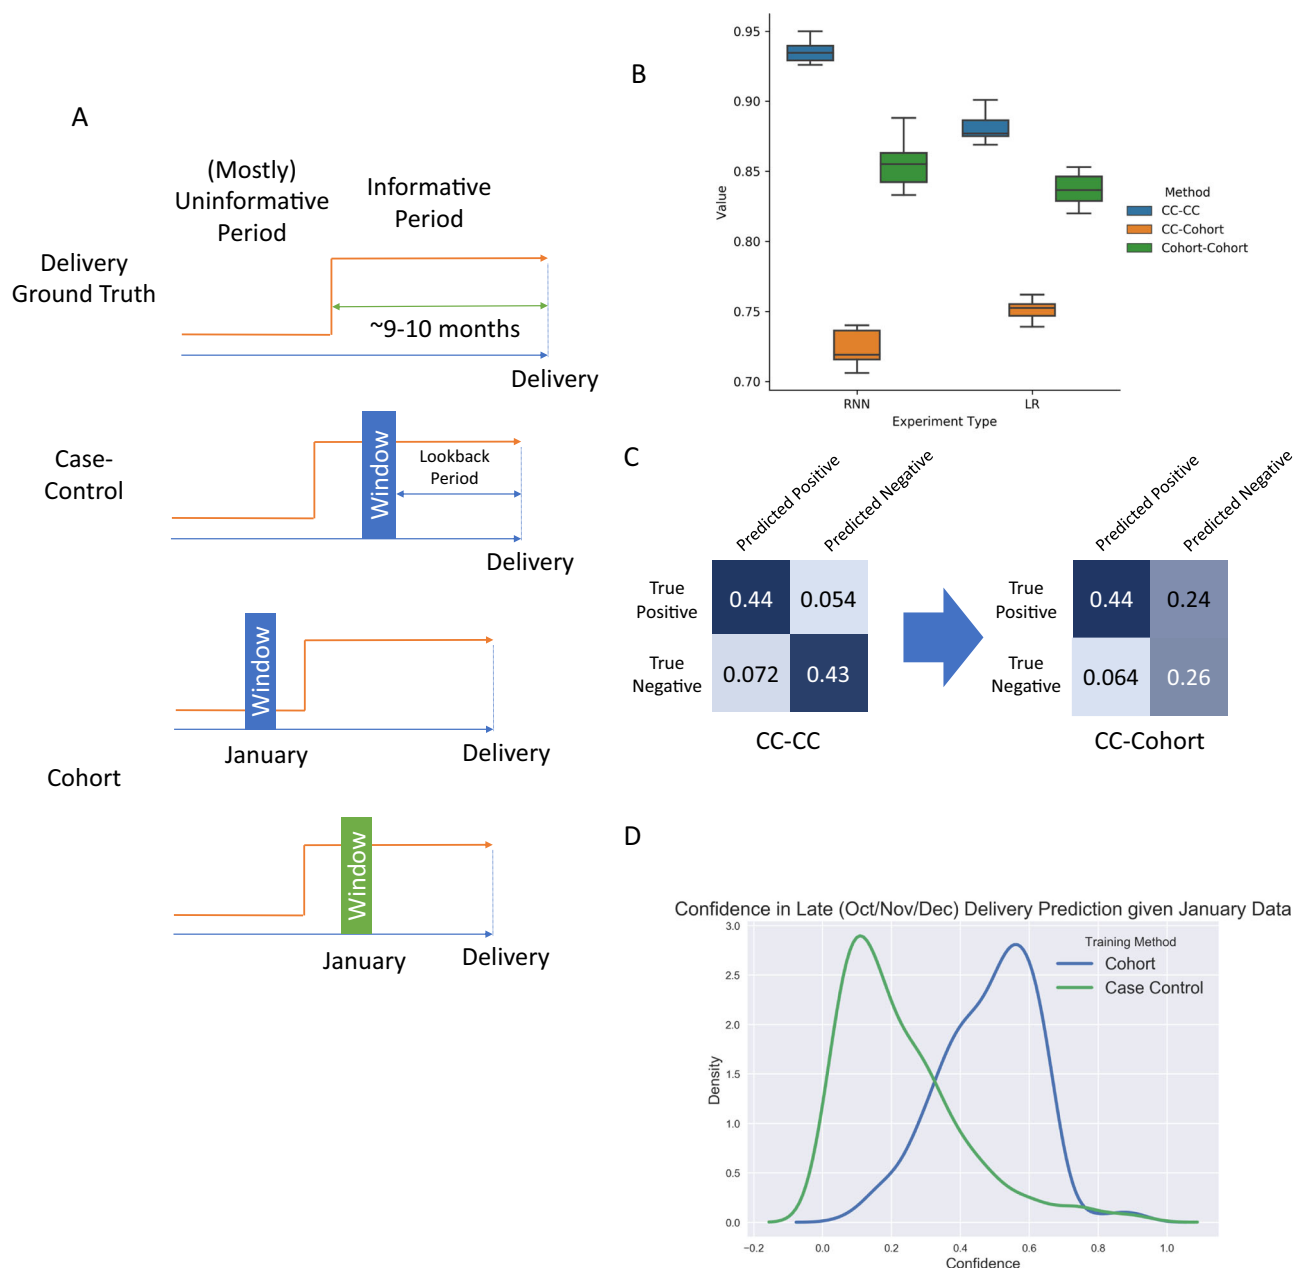 A
(Mostly)
Uninformative
Period
Informative
Period
Delivery
Ground Truth
~9-10 months
Delivery
Case-
Control
Window
Lookback
Period
Delivery
Window
January
Delivery
Cohort
Window
January
Delivery
B
0.95
0.90
0.85
0.80
0.75
0.70
Value
RNN
LR
Experiment Type
Method
CC-CC
CC-Cohort
Cohort-Cohort
C
Predicted Positive
Predicted Negative
True
Positive
0.44
0.054
True
Negative
0.072
0.43
CC-CC
Predicted Positive
Predicted Negative
True
Positive
0.44
0.24
True
Negative
0.064
0.26
CC-Cohort
D
Confidence in Late (Oct/Nov/Dec) Delivery Prediction given January Data
3.0
2.5
2.0
1.5
1.0
0.5
0.0
Density
Training Method
Cohort
Case Control
−0.2
0.0
0.2
0.4
0.6
0.8
1.0
Confidence